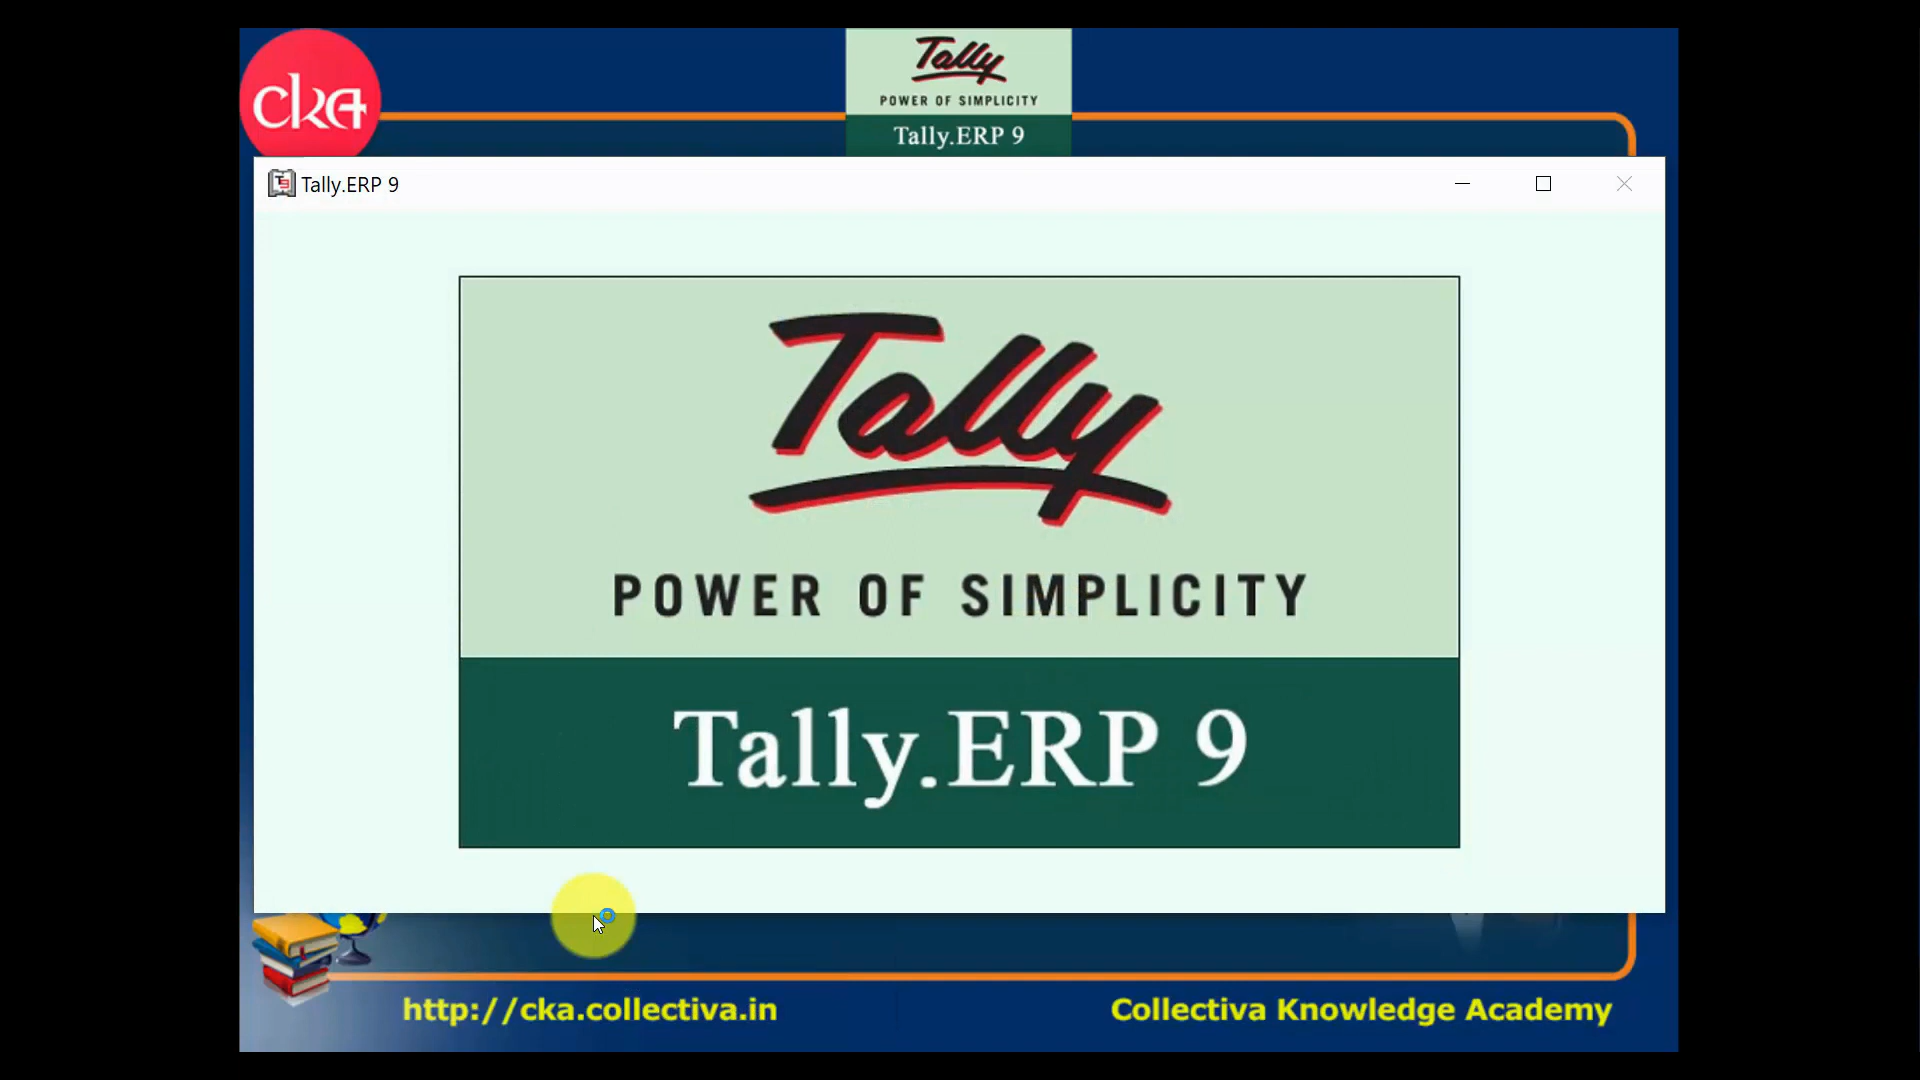 cka
Tally
POWER OF SIMPLICITY
Tally.ERP 9
Tally.ERP 9
Tally
POWER OF SIMPLICITY
Tally.ERP 9
http://cka.collectiva.in
Collectiva Knowledge Academy